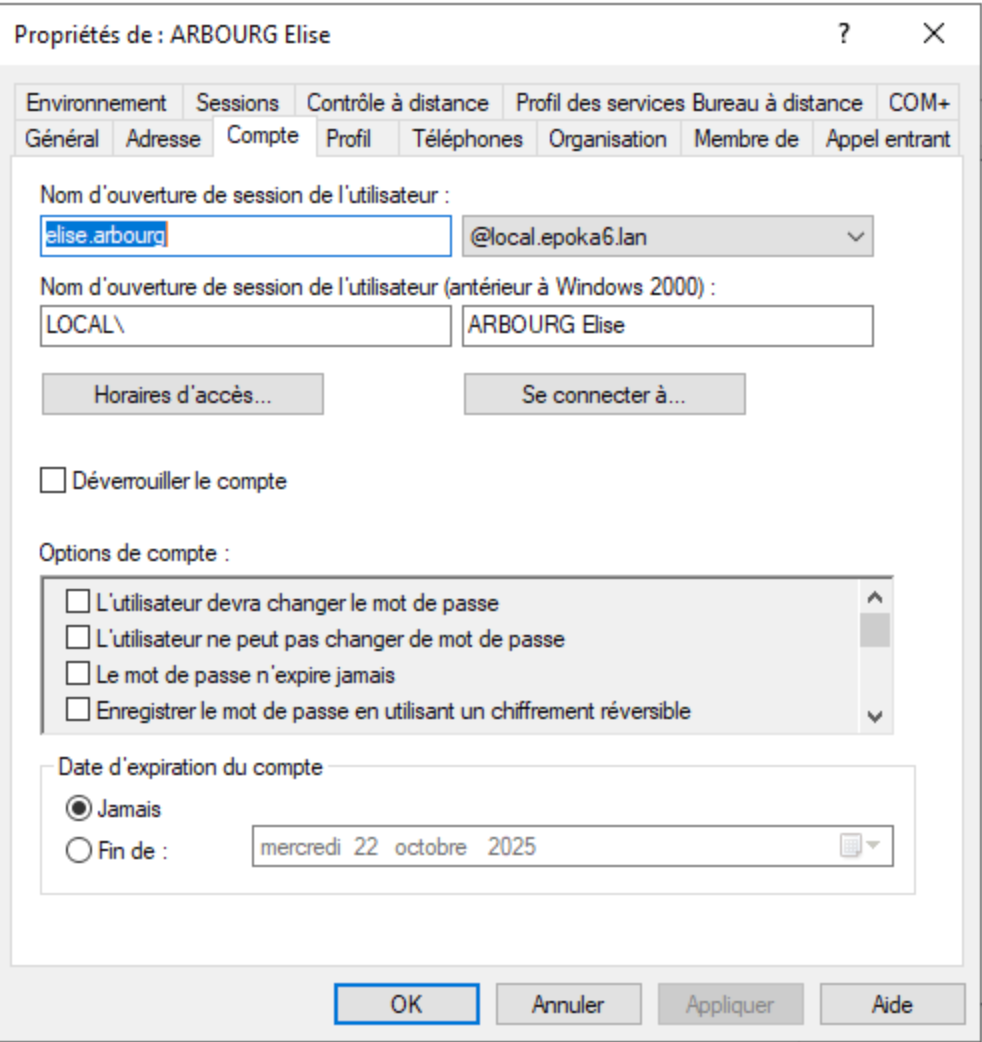 Propriétés de : ARBOURG Elise ? ×
Environnement Sessions Contrôle à distance Profil des services Bureau à distance COM+
Général Adresse Compte Profil Téléphones Organisation Membre de Appel entrant
Nom d'ouverture de session de l'utilisateur :
elise.arbourg @local.epoka6.lan
Nom d'ouverture de session de l'utilisateur (antérieur à Windows 2000) :
LOCAL\ ARBOURG Elise
Horaires d'accès... Se connecter à...
Déverrouiller le compte
Options de compte :
L'utilisateur devra changer le mot de passe
L'utilisateur ne peut pas changer de mot de passe
Le mot de passe n'expire jamais
Enregistrer le mot de passe en utilisant un chiffrement réversible
Date d'expiration du compte
Jamais
Fin de : mercredi 22 octobre 2025
OK Annuler Appliquer Aide